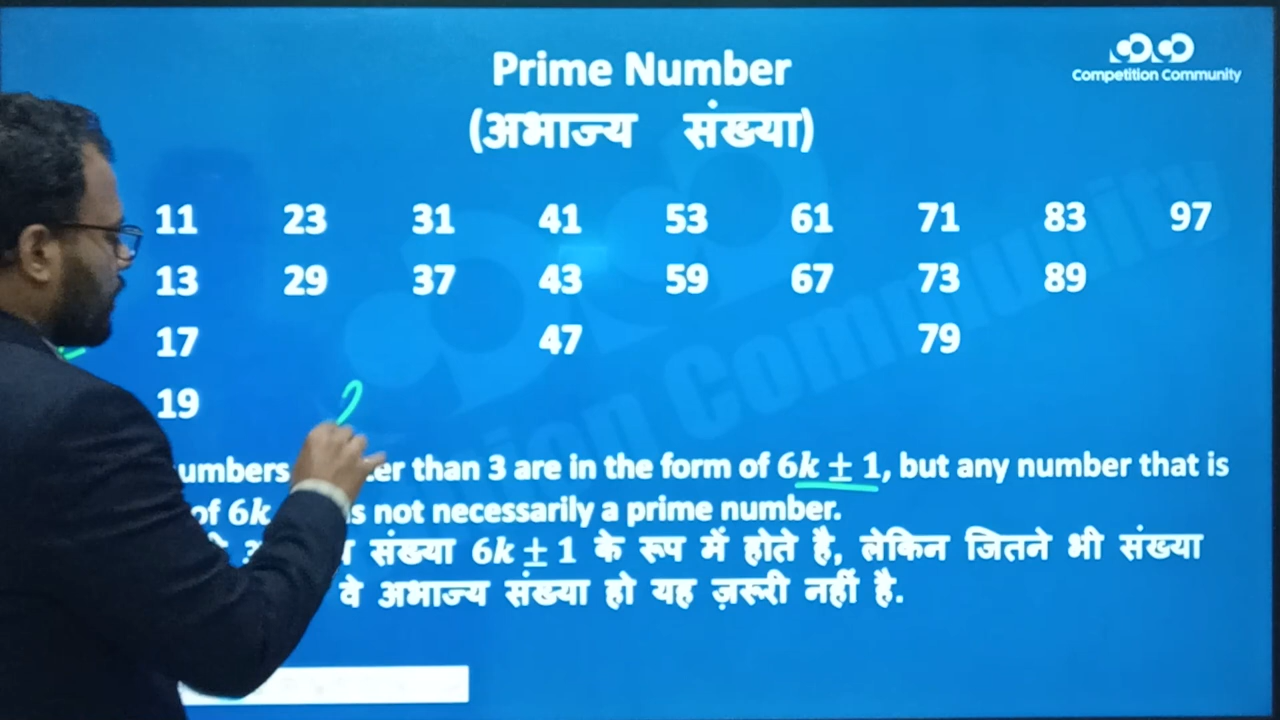 Prime Number
Competition Community
(अभाज्य संख्या)
11 23 31 41 53 61 71 83 97
13 29 37 43 59 67 73 89
17 47 79
19
2
than 3 are in the form of 6k ± 1, but any number that is
of 6k not necessarily a prime number.
संख्या 6k ± 1 के रूप में होते है, लेकिन जितने भी संख्या
वे अभाज्य संख्या हो यह ज़रूरी नहीं है.